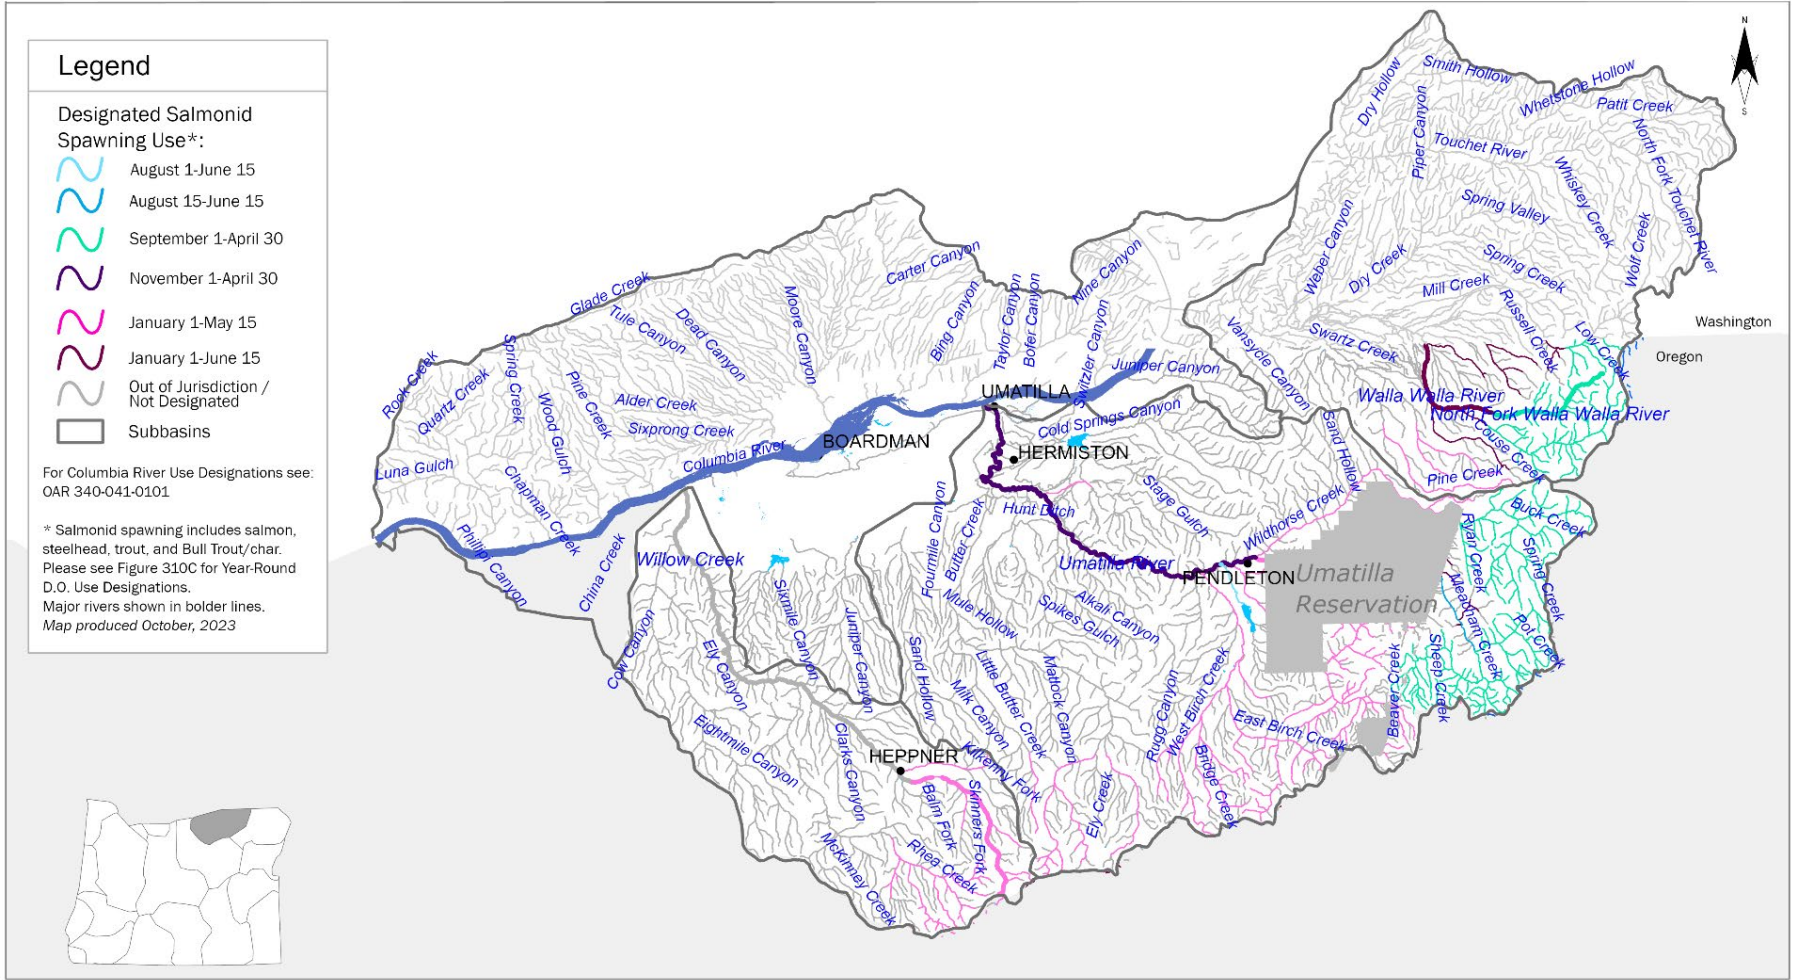 Legend
Designated Salmonid
Spawning Use*:
August 1-June 15
August 15-June 15
September 1-April 30
November 1-April 30
January 1-May 15
January 1-June 15
Out of Jurisdiction /
Not Designated
Subbasins
For Columbia River Use Designations see:
OAR 340-041-0101
* Salmonid spawning includes salmon,
steelhead, trout, and Bull Trout/char.
Please see Figure 310C for Year-Round
D.O. Use Designations.
Major rivers shown in bolder lines.
Map produced October, 2023
N
S
Smith Hollow
Dry Hollow
Whetstone Hollow
Patit Creek
Piper Canyon
Touchet River
North Fork Touchet River
Whiskey Creek
Spring Valley
Weber Canyon
Wolf Creek
Dry Creek
Spring Creek
Mill Creek
Russell Creek
Carter Canyon
Nine Canyon
Glade Creek
Tule Canyon
Dead Canyon
Moore Canyon
Bing Canyon
Taylor Canyon
Bofer Canyon
Switzler Canyon
Vansycle Canyon
Swartz Creek
Low Creek
Washington
Oregon
Rock Creek
Quartz Creek
Spring Creek
Pine Creek
Wood Gulch
Alder Creek
Sixprong Creek
Juniper Canyon
UMATILLA
Walla Walla River
North Fork Walla Walla River
Cold Springs Canyon
Sand Hollow
Couse Creek
BOARDMAN
HERMISTON
Columbia River
Luna Gulch
Chapman Creek
Pine Creek
Stage Gulch
Fourmile Canyon
Butter Creek
Hunt Ditch
Wildhorse Creek
Buck Creek
Ryan Creek
Spring Creek
Phillipi Canyon
China Creek
Willow Creek
Umatilla River
PENDLETON
Umatilla
Reservation
Sixmile Canyon
Juniper Canyon
Mule Hollow
Spikes Gulch
Alkali Canyon
Meacham Creek
Pot Creek
Cow Canyon
Ely Canyon
Sand Hollow
Little Butter Creek
Milk Canyon
Matlock Canyon
Rugg Canyon
West Birch Creek
Beaver Creek
Sheep Creek
East Birch Creek
Eightmile Canyon
Clarks Canyon
HEPPNER
Kilkenny Fork
Bridge Creek
Balm Fork
Skinners Fork
Ely Creek
McKinney Creek
Rhea Creek